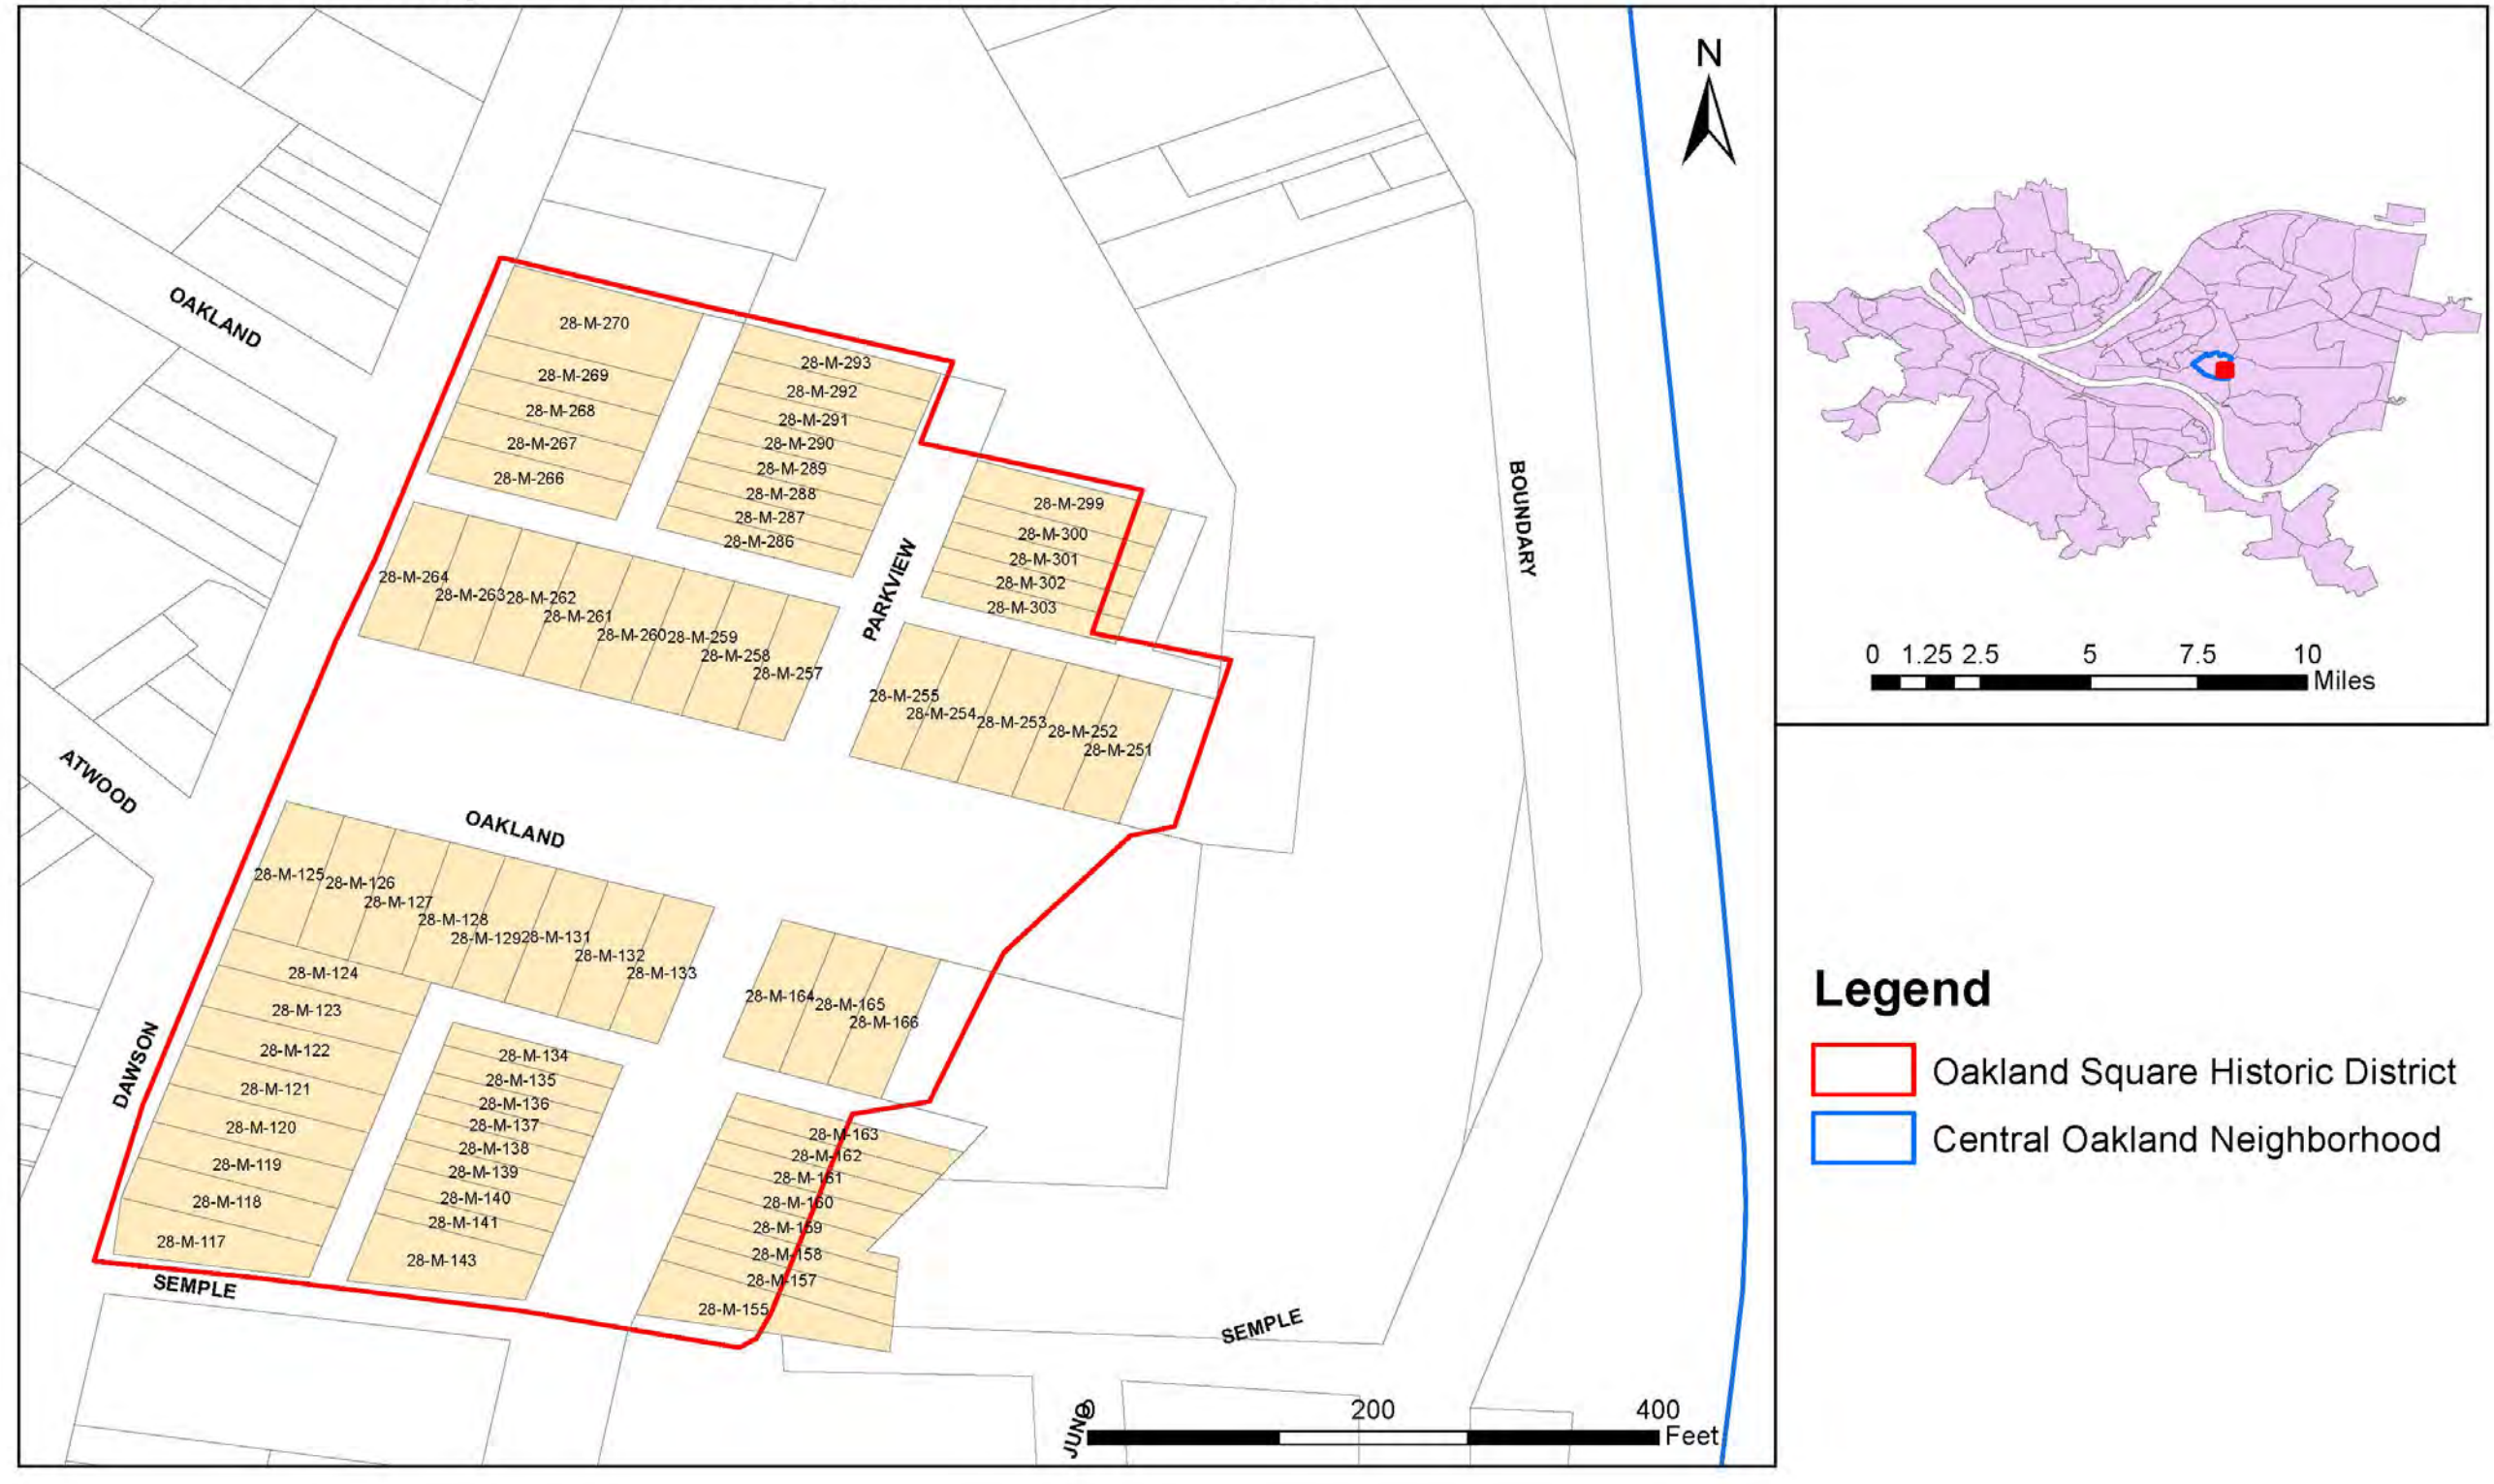 N
OAKLAND
28-M-270
28-M-269
28-M-268
28-M-267
28-M-266
28-M-293
28-M-292
28-M-291
28-M-290
28-M-289
28-M-288
28-M-287
28-M-286
28-M-299
28-M-300
28-M-301
28-M-302
28-M-303
BOUNDARY
PARKVIEW
28-M-264
28-M-263
28-M-262
28-M-261
28-M-260
28-M-259
28-M-258
28-M-257
28-M-255
28-M-254
28-M-253
28-M-252
28-M-251
ATWOOD
OAKLAND
28-M-125
28-M-126
28-M-127
28-M-128
28-M-129
28-M-131
28-M-132
28-M-133
28-M-164
28-M-165
28-M-166
28-M-124
28-M-123
28-M-122
28-M-121
28-M-120
28-M-119
28-M-118
28-M-117
DAWSON
28-M-134
28-M-135
28-M-136
28-M-137
28-M-138
28-M-139
28-M-140
28-M-141
28-M-143
28-M-163
28-M-162
28-M-161
28-M-160
28-M-159
28-M-158
28-M-157
28-M-155
SEMPLE
SEMPLE
JUNO
0 200 400
Feet
0 1.25 2.5 5 7.5 10
Miles
Legend
Oakland Square Historic District
Central Oakland Neighborhood